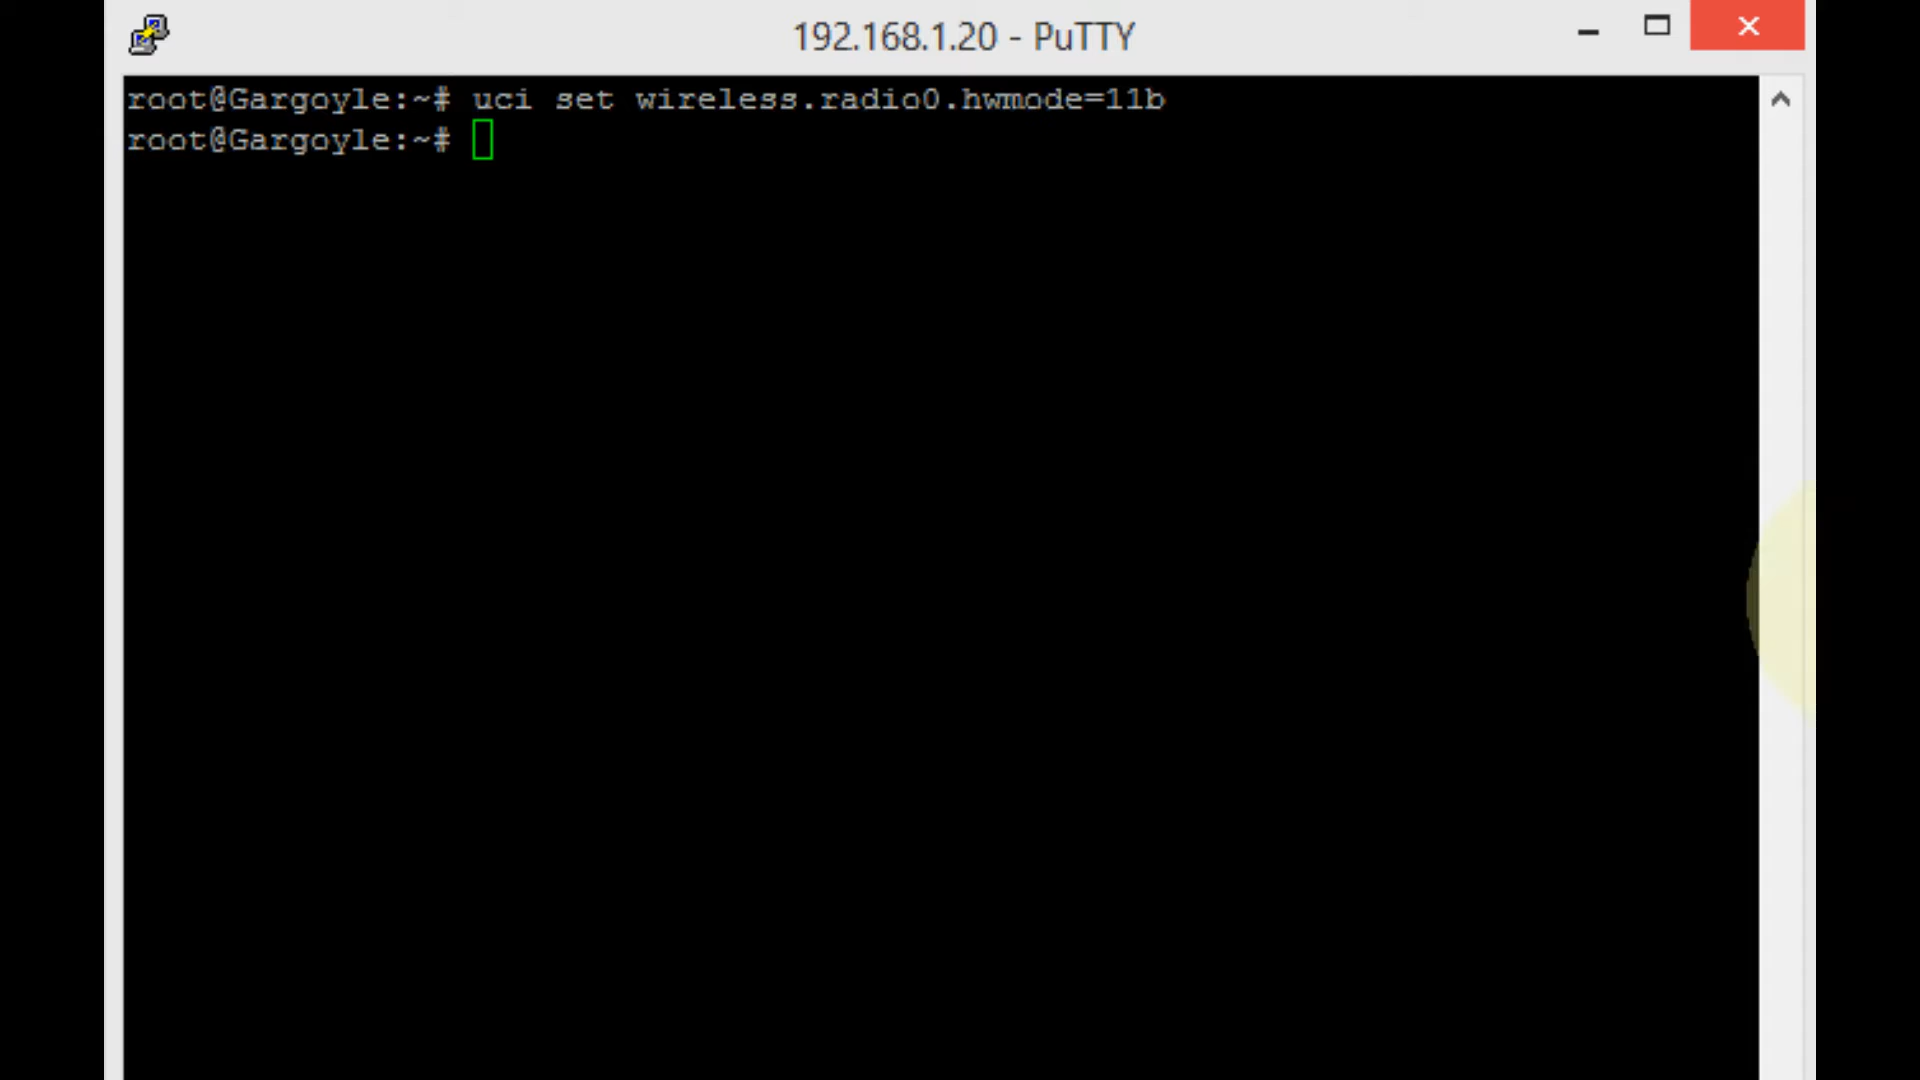 192.168.1.20 - PuTTY
root@Gargoyle:~# uci set wireless.radio0.hwmode=11b
root@Gargoyle:~#